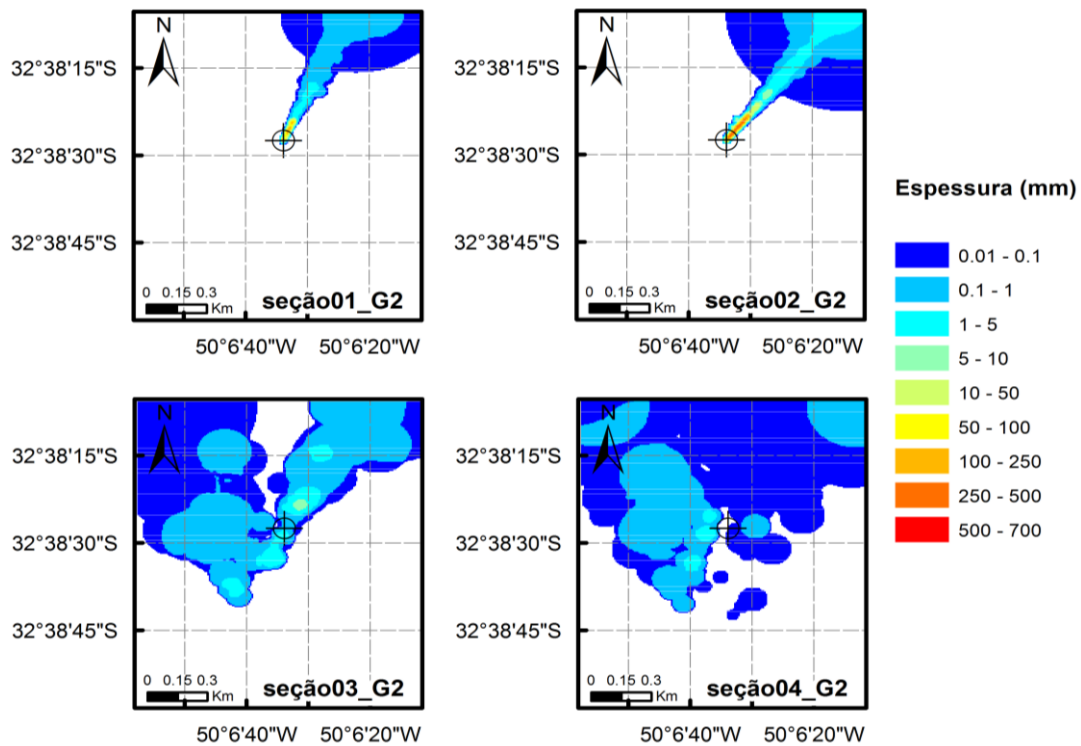 N
32°38'15"S
32°38'30"S
32°38'45"S
0 0.15 0.3
Km
seção01_G2
50°6'40"W 50°6'20"W
N
32°38'15"S
32°38'30"S
32°38'45"S
0 0.15 0.3
Km
seção02_G2
50°6'40"W 50°6'20"W
N
32°38'15"S
32°38'30"S
32°38'45"S
0 0.15 0.3
Km
seção03_G2
50°6'40"W 50°6'20"W
N
32°38'15"S
32°38'30"S
32°38'45"S
0 0.15 0.3
Km
seção04_G2
50°6'40"W 50°6'20"W
Espessura (mm)
0.01 - 0.1
0.1 - 1
1 - 5
5 - 10
10 - 50
50 - 100
100 - 250
250 - 500
500 - 700